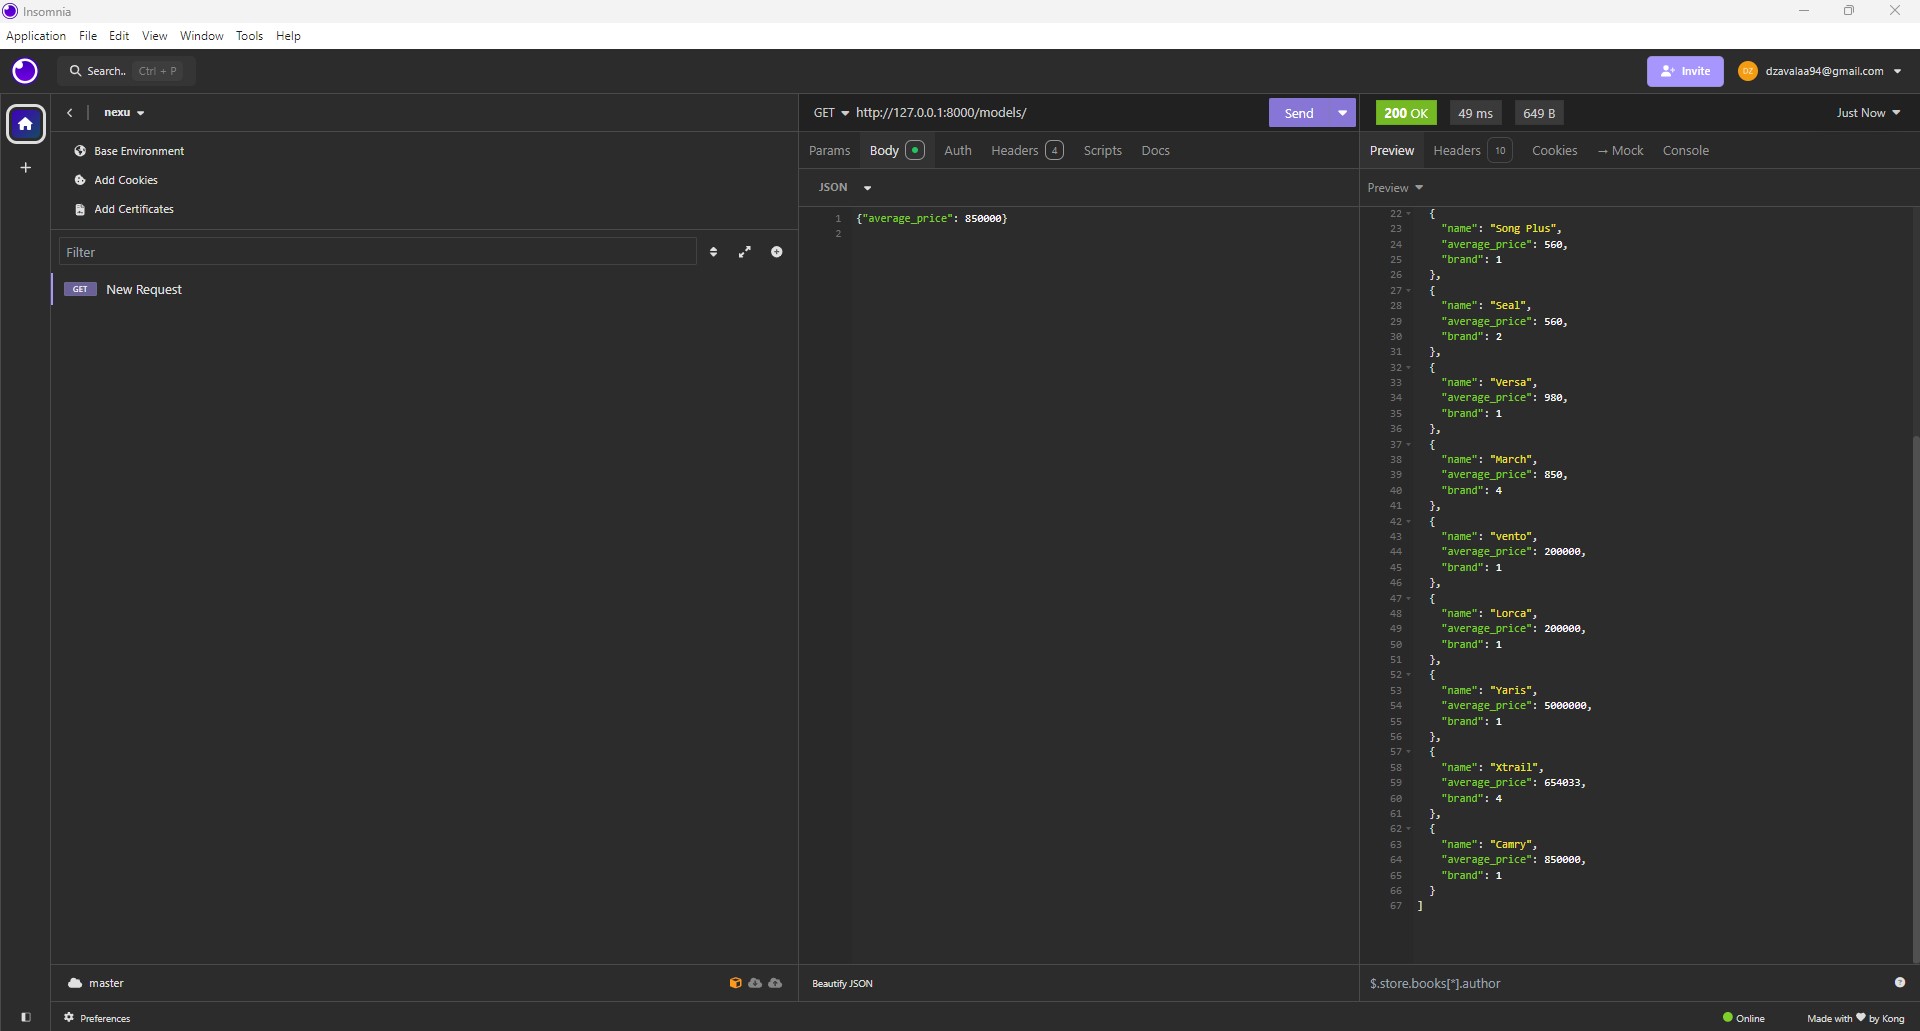 Insomnia
Application File Edit View Window Tools Help
Search.. Ctrl + P
Invite DZ dzavalaa94@gmail.com
nexu
Base Environment
Add Cookies
Add Certificates
Filter
GET New Request
master
Preferences
GET http://127.0.0.1:8000/models/ Send
Params Body Auth Headers 4 Scripts Docs
JSON
1 {"average_price": 850000}
2
Beautify JSON
200 OK 49 ms 649 B Just Now
Preview Headers 10 Cookies → Mock Console
Preview
22 {
23 "name": "Song Plus",
24 "average_price": 560,
25 "brand": 1
26 },
27 {
28 "name": "Seal",
29 "average_price": 560,
30 "brand": 2
31 },
32 {
33 "name": "Versa",
34 "average_price": 980,
35 "brand": 1
36 },
37 {
38 "name": "March",
39 "average_price": 850,
40 "brand": 4
41 },
42 {
43 "name": "vento",
44 "average_price": 200000,
45 "brand": 1
46 },
47 {
48 "name": "Lorca",
49 "average_price": 200000,
50 "brand": 1
51 },
52 {
53 "name": "Yaris",
54 "average_price": 5000000,
55 "brand": 1
56 },
57 {
58 "name": "Xtrail",
59 "average_price": 654033,
60 "brand": 4
61 },
62 {
63 "name": "Camry",
64 "average_price": 850000,
65 "brand": 1
66 }
67 ]
$.store.books[*].author
Online Made with ♥ by Kong